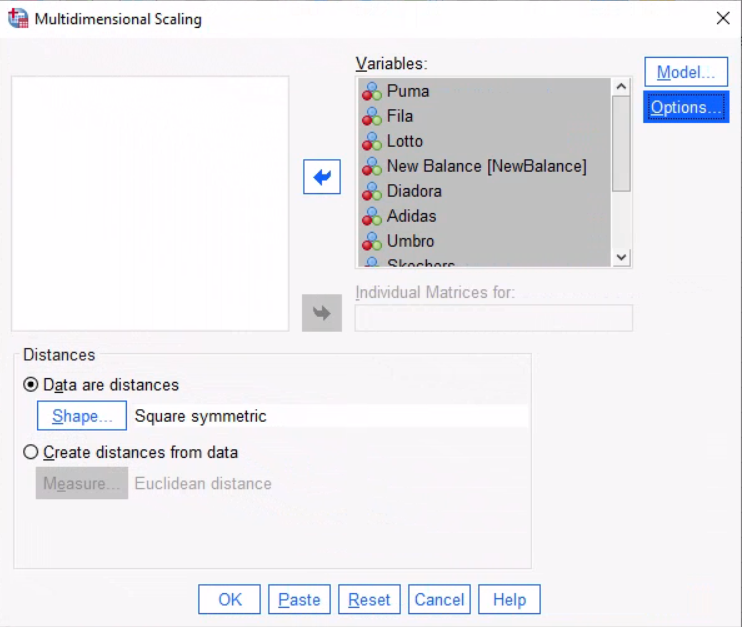 Multidimensional Scaling
Variables:
Model...
Options...
Puma
Fila
Lotto
New Balance [NewBalance]
Diadora
Adidas
Umbro
Skechers
Individual Matrices for:
Distances
Data are distances
Shape... Square symmetric
Create distances from data
Measure... Euclidean distance
OK Paste Reset Cancel Help